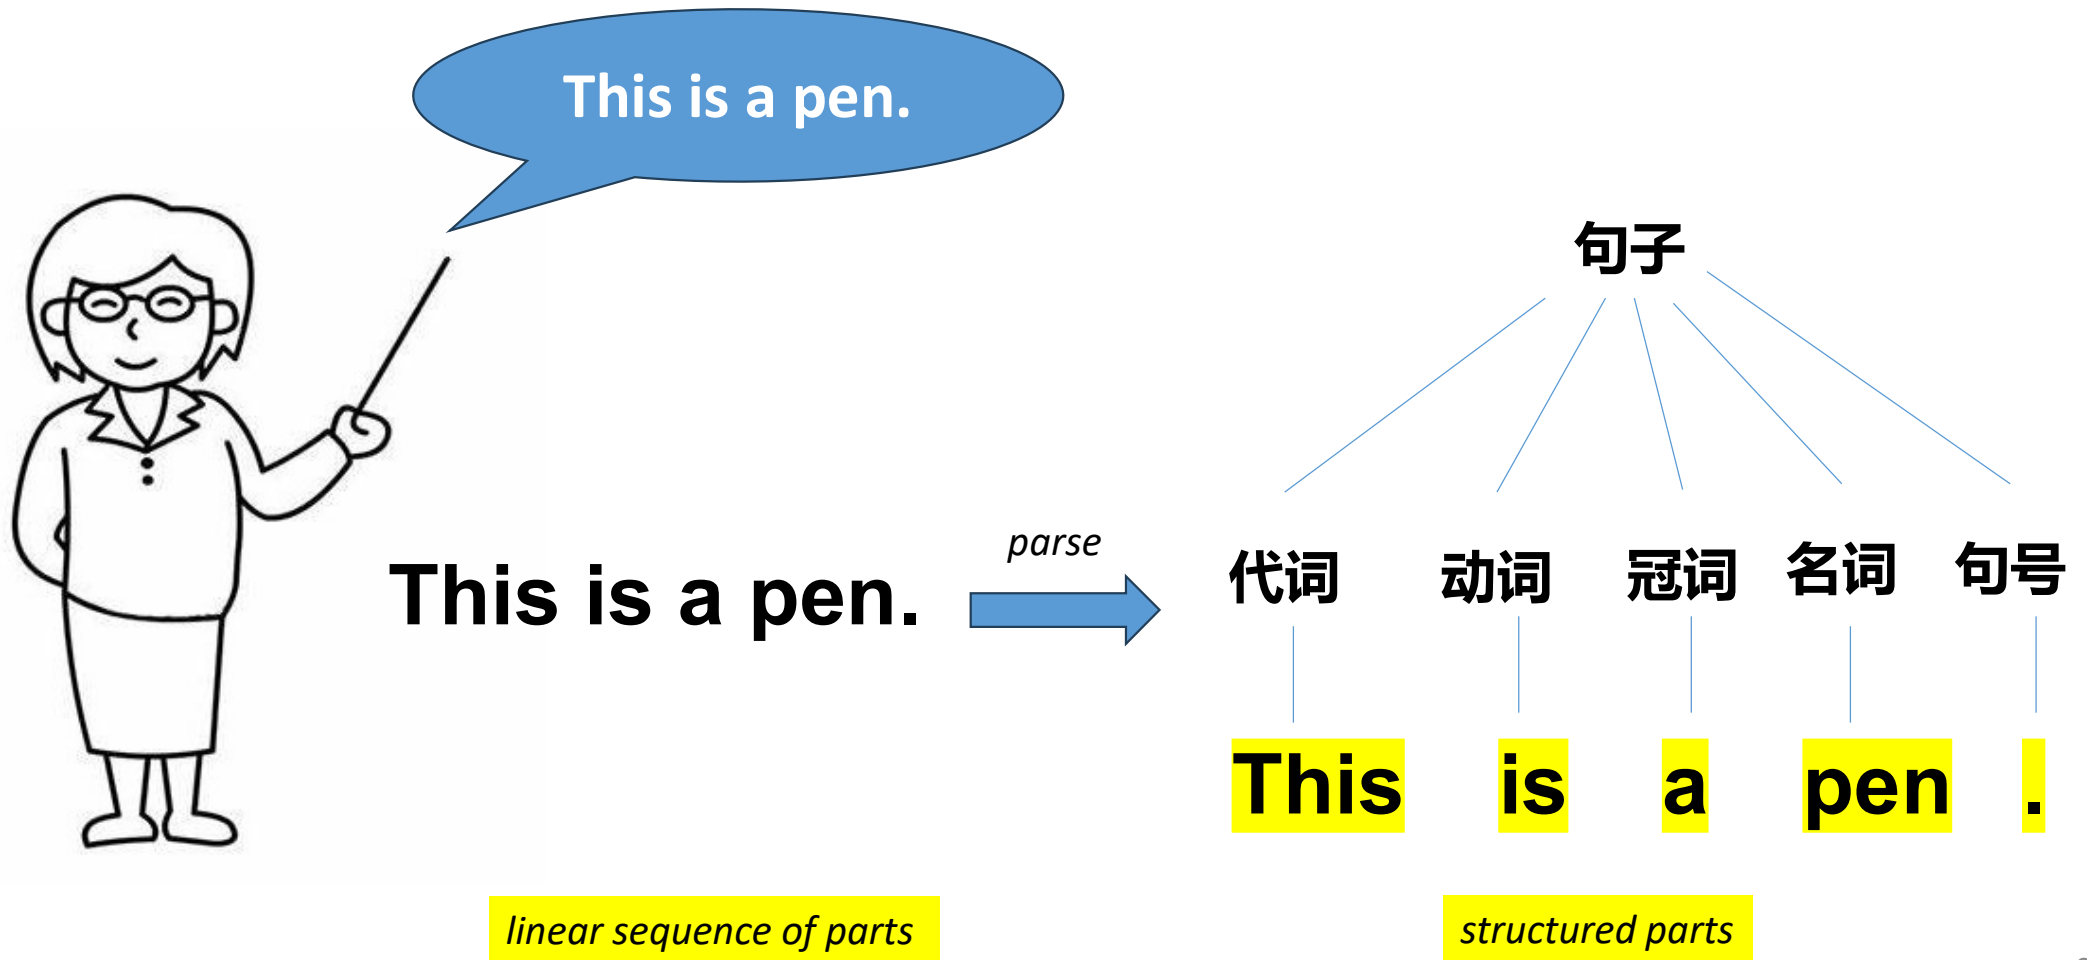 This is a pen.
句子
parse
This is a pen.
代词 动词 冠词 名词 句号
This is a pen .
linear sequence of parts
structured parts